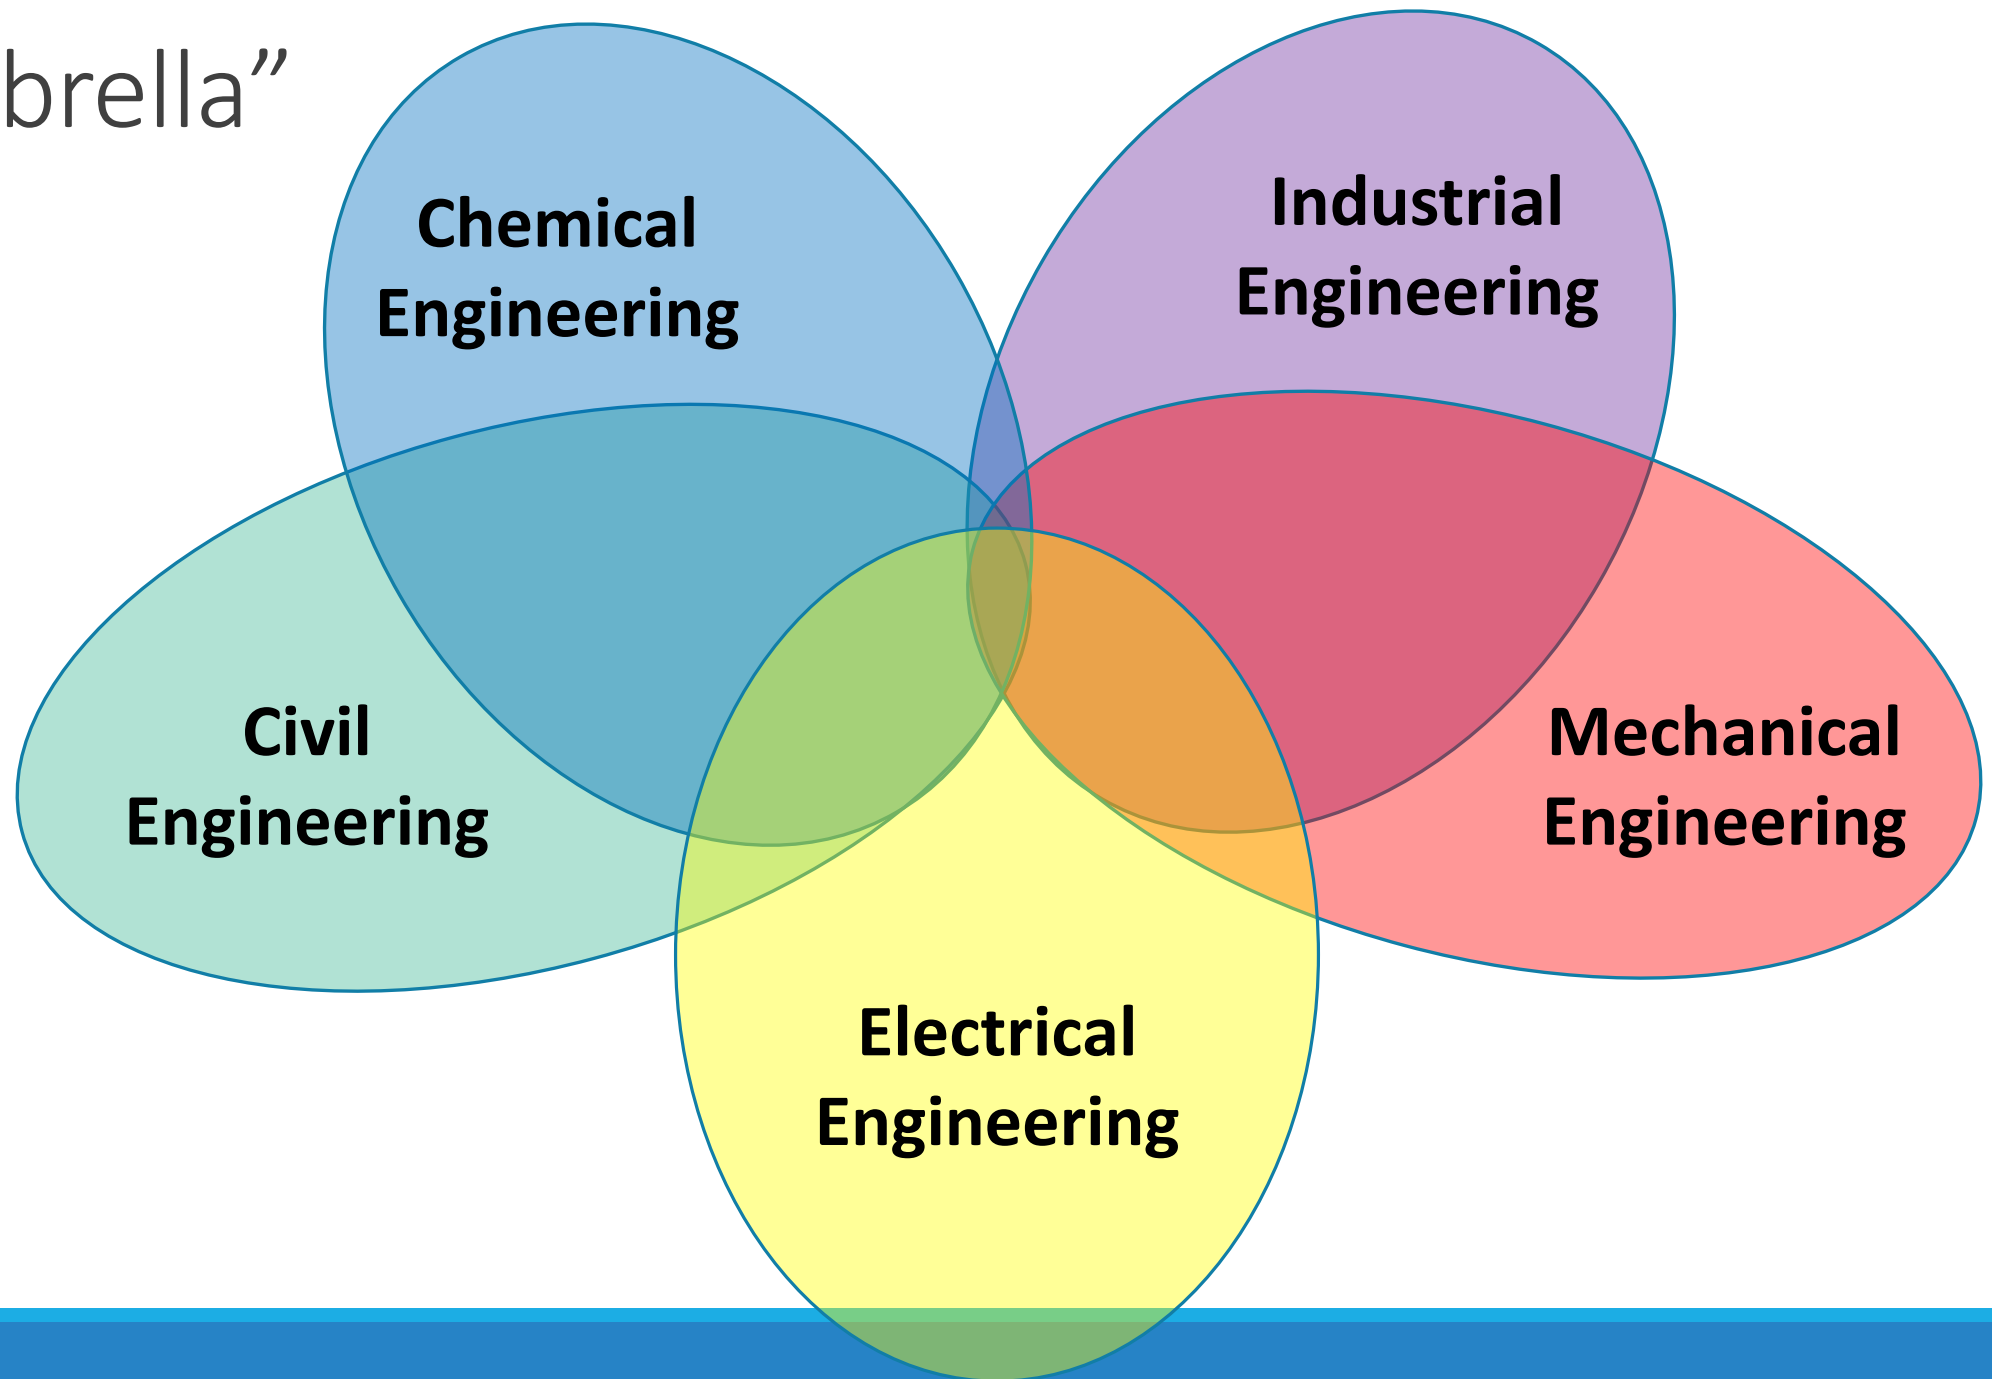 brella”
Chemical
Engineering
Industrial
Engineering
Civil
Engineering
Mechanical
Engineering
Electrical
Engineering